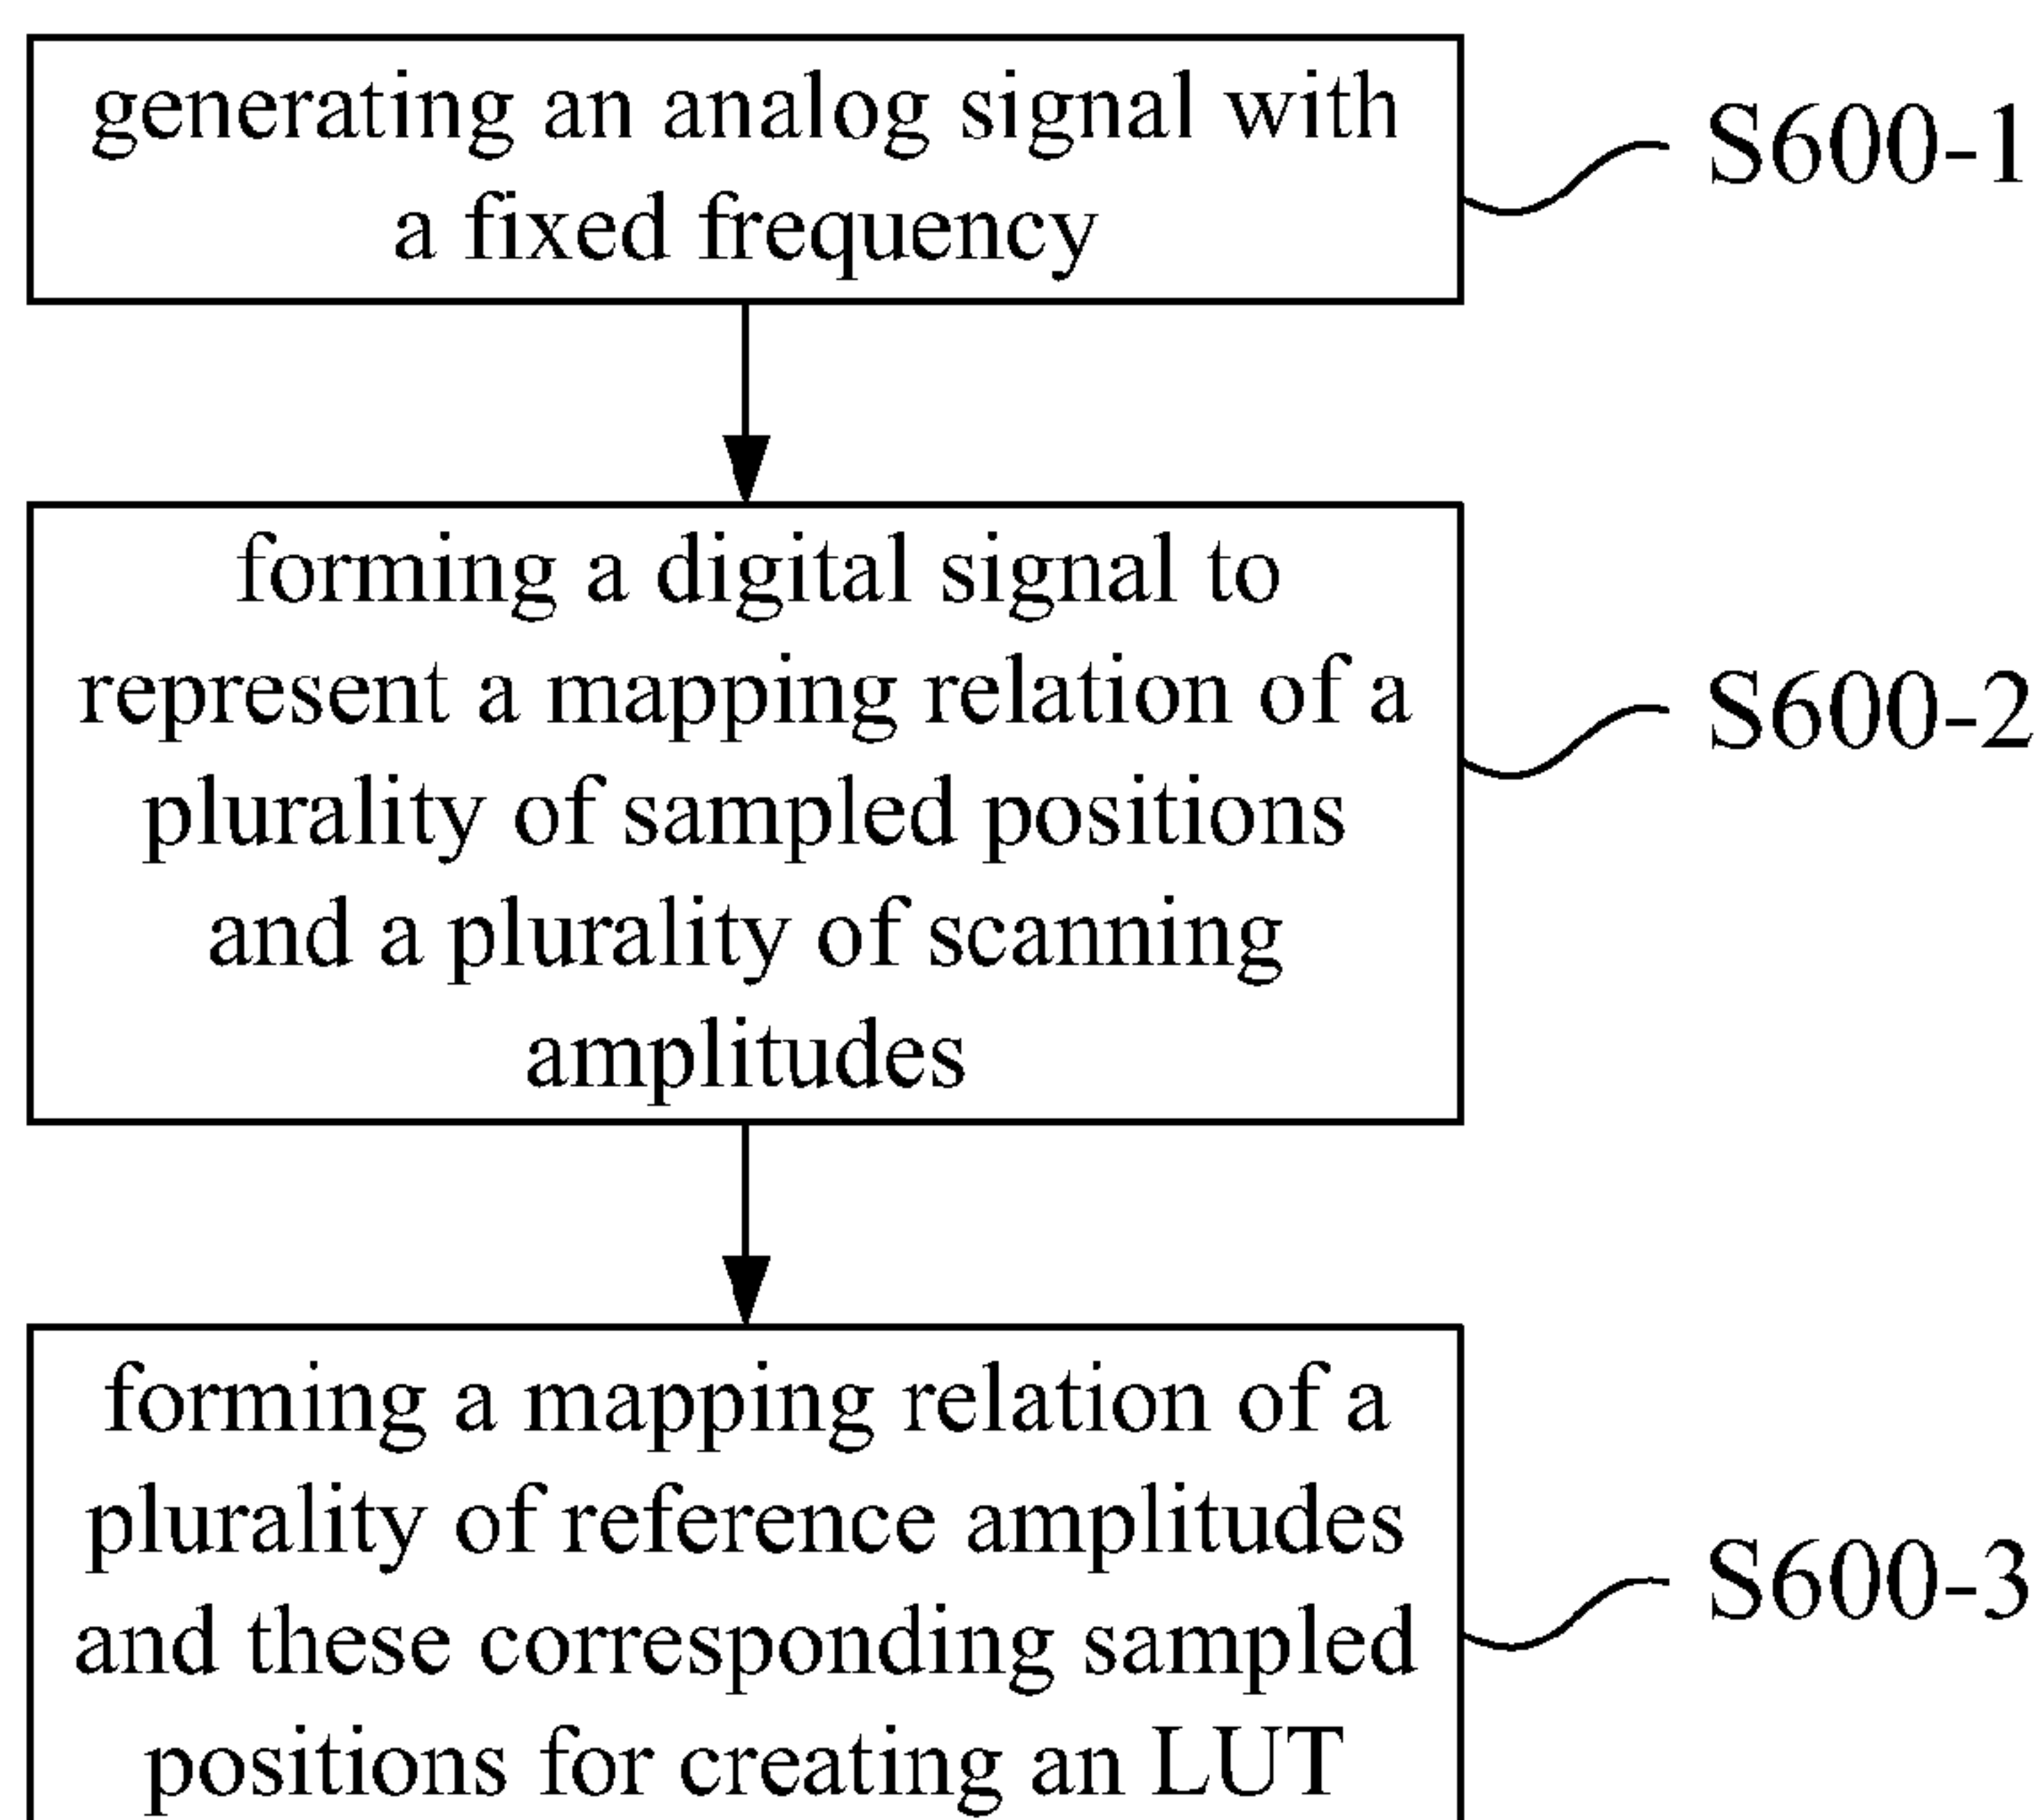 generating an analog signal with
a fixed frequency
S600-1
forming a digital signal to
represent a mapping relation of a
plurality of sampled positions
and a plurality of scanning
amplitudes
S600-2
forming a mapping relation of a
plurality of reference amplitudes
and these corresponding sampled
positions for creating an LUT
S600-3